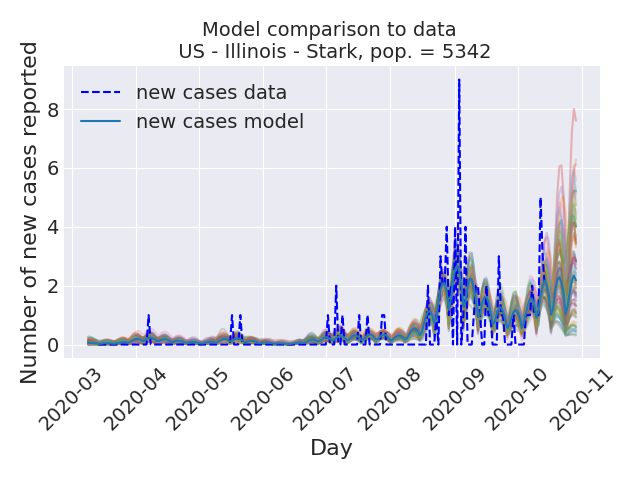 Model comparison to data
US - Illinois - Stark, pop. = 5342
Number of new cases reported
new cases data
new cases model
8
6
4
2
0
2020-03
2020-04
2020-05
2020-06
2020-07
2020-08
2020-09
2020-10
2020-11
Day